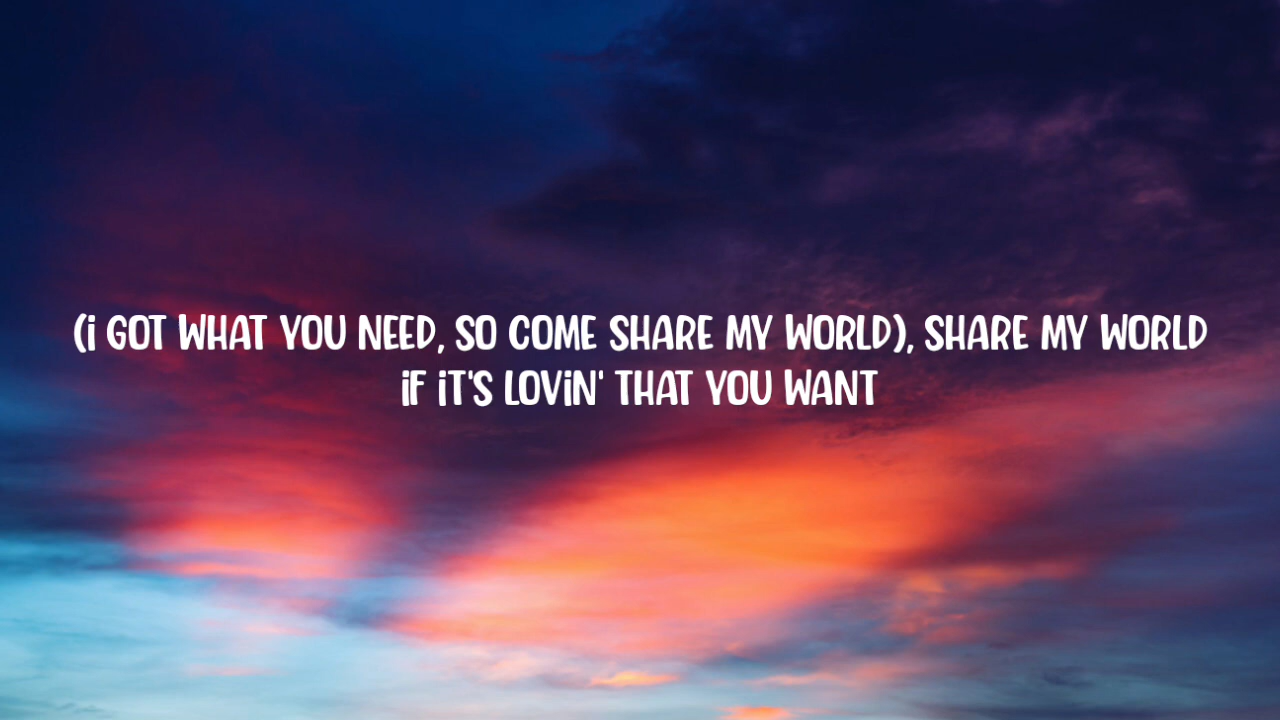 (i GOT WHAT YOU NEED, SO COME SHARE MY WORLD), SHARE MY WORLD
iF iT'S LOViN' THAT YOU WANT